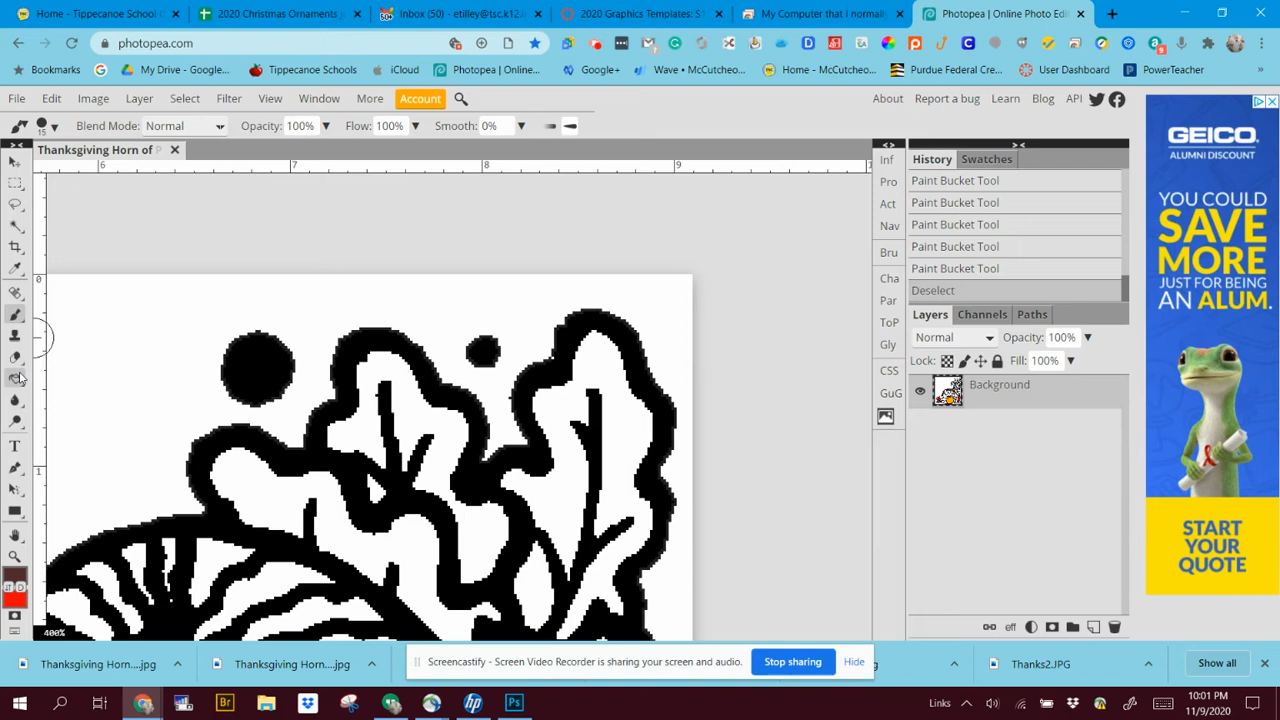 Home - Tippecanoe School C
2020 Christmas Ornaments j
Inbox (50) - etilley@tsc.k12.i
2020 Graphics Templates: S1
My Computer that I normally
Photopea | Online Photo Edi
photopea.com
Bookmarks
My Drive - Google...
Tippecanoe Schools
iCloud
Photopea | Online...
Google+
Wave • McCutcheo...
Home - McCutcheo...
Purdue Federal Cre...
User Dashboard
PowerTeacher
File Edit Image Layer Select Filter View Window More Account
About Report a bug Learn Blog API
15 Blend Mode: Normal Opacity: 100% Flow: 100% Smooth: 0%
Thanksgiving Horn of P
6 7 8 9
0
1
400%
Inf
Pro
Act
Nav
Bru
Cha
Par
ToP
Gly
CSS
GuG
History Swatches
Paint Bucket Tool
Paint Bucket Tool
Paint Bucket Tool
Paint Bucket Tool
Paint Bucket Tool
Deselect
Layers Channels Paths
Normal Opacity: 100%
Lock: Fill: 100%
Background
eff
GEICO
ALUMNI DISCOUNT
YOU COULD
SAVE
MORE
JUST FOR BEING
AN ALUM.
START
YOUR
QUOTE
Thanksgiving Horn....jpg
Thanksgiving Horn....jpg
Screencastify - Screen Video Recorder is sharing your screen and audio.
Stop sharing
Hide
Thanks2.JPG
Show all
Links
10:01 PM
11/9/2020